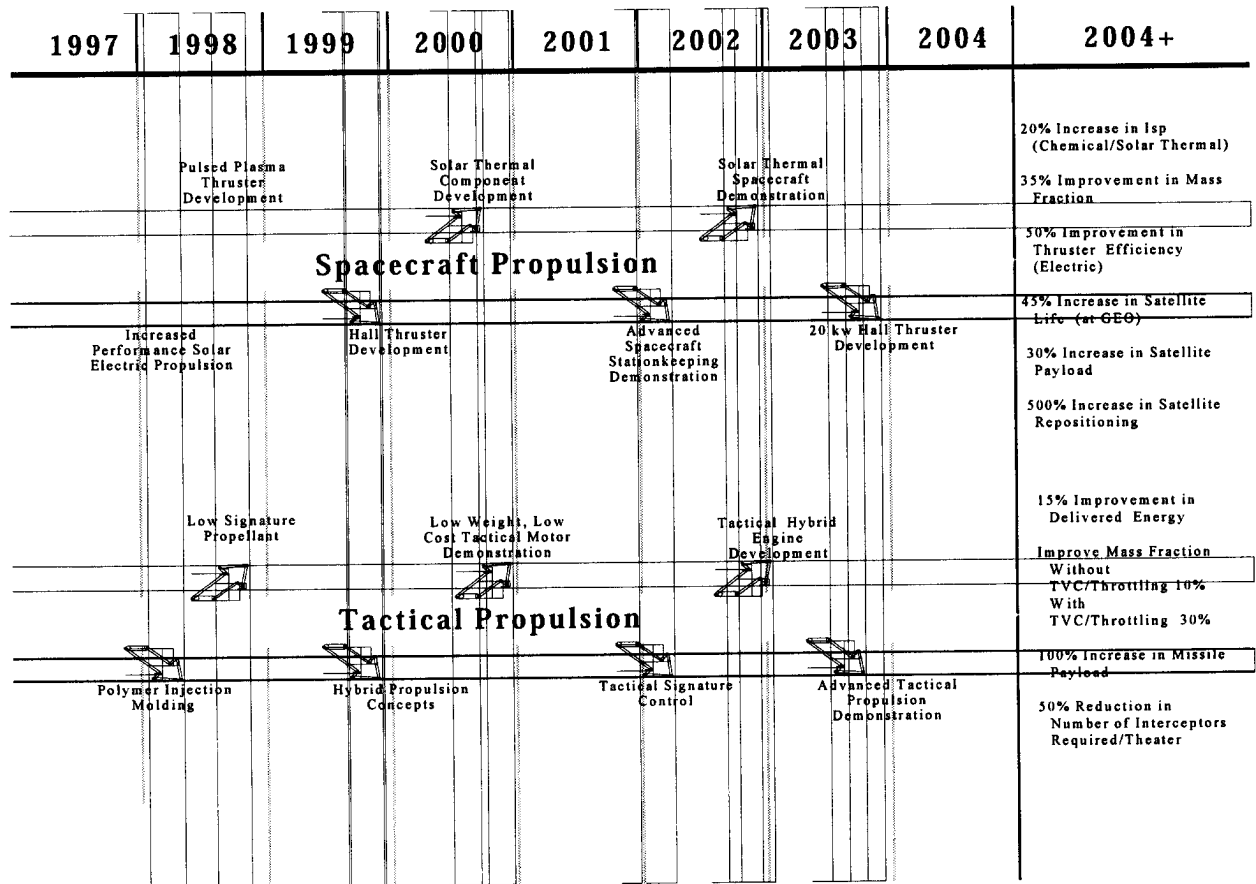 1997 1998 1999 2000 2001 2002 2003 2004 2004+
Pulsed Plasma
Thruster
Development
Solar Thermal
Component
Development
Solar Thermal
Spacecraft
Demonstration
20% Increase in Isp
(Chemical/Solar Thermal)
35% Improvement in Mass
Fraction
50% Improvement in
Thruster Efficiency
(Electric)
45% Increase in Satellite
Life (at GEO)
30% Increase in Satellite
Payload
500% Increase in Satellite
Repositioning
Spacecraft Propulsion
Increased
Performance Solar
Electric Propulsion
Hall Thruster
Development
Advanced
Spacecraft
Stationkeeping
Demonstration
20 kw Hall Thruster
Development
Low Signature
Propellant
Low Weight, Low
Cost Tactical Motor
Demonstration
Tactical Hybrid
Engine
Development
15% Improvement in
Delivered Energy
Improve Mass Fraction
Without
TVC/Throttling 10%
With
TVC/Throttling 30%
100% Increase in Missile
Payload
50% Reduction in
Number of Interceptors
Required/Theater
Tactical Propulsion
Polymer Injection
Molding
Hybrid Propulsion
Concepts
Tactical Signature
Control
Advanced Tactical
Propulsion
Demonstration